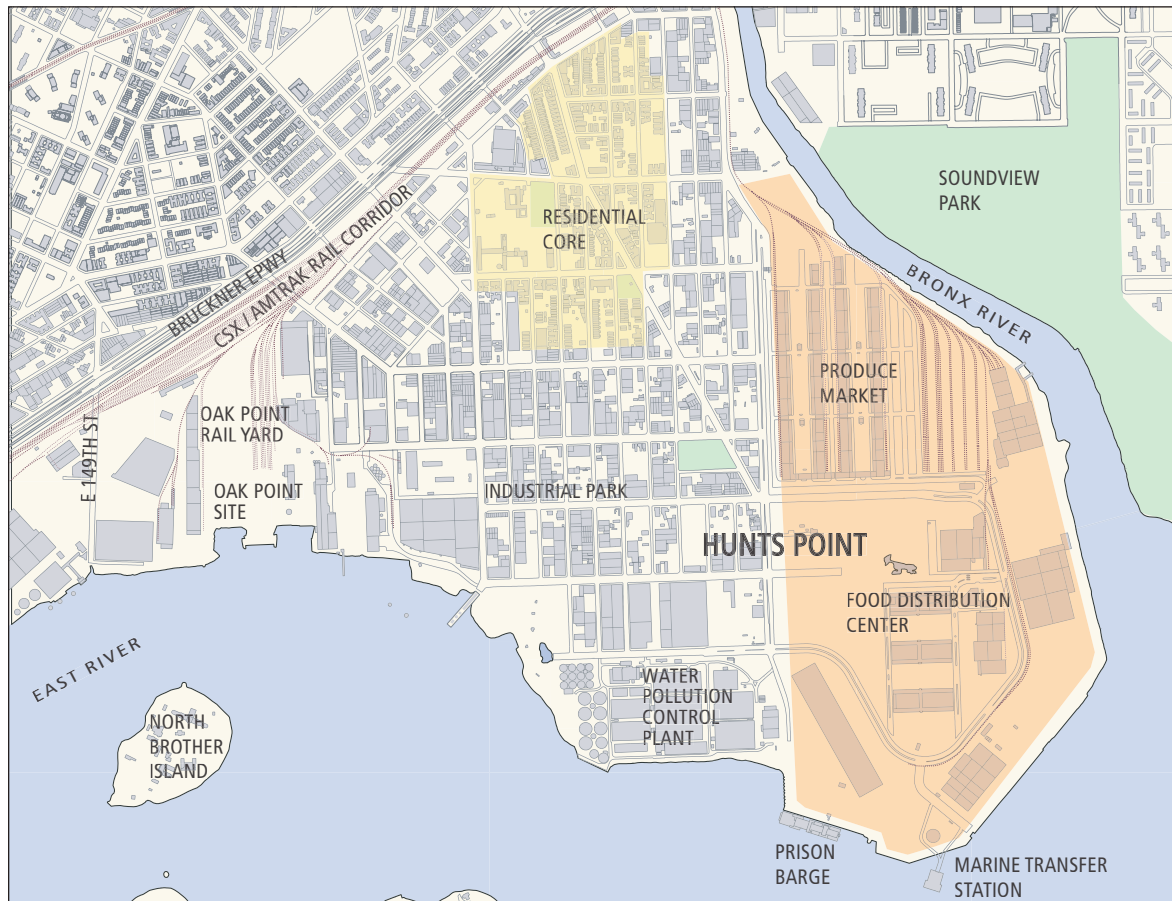 SOUNDVIEW
PARK
RESIDENTIAL
CORE
BRUCKNER EPWY
CSX / AMTRAK RAIL CORRIDOR
BRONX RIVER
PRODUCE
MARKET
OAK POINT
RAIL YARD
E 149TH ST
OAK POINT
SITE
INDUSTRIAL PARK
HUNTS POINT
FOOD DISTRIBUTION
CENTER
EAST RIVER
WATER
POLLUTION
CONTROL
PLANT
NORTH
BROTHER
ISLAND
PRISON
BARGE
MARINE TRANSFER
STATION